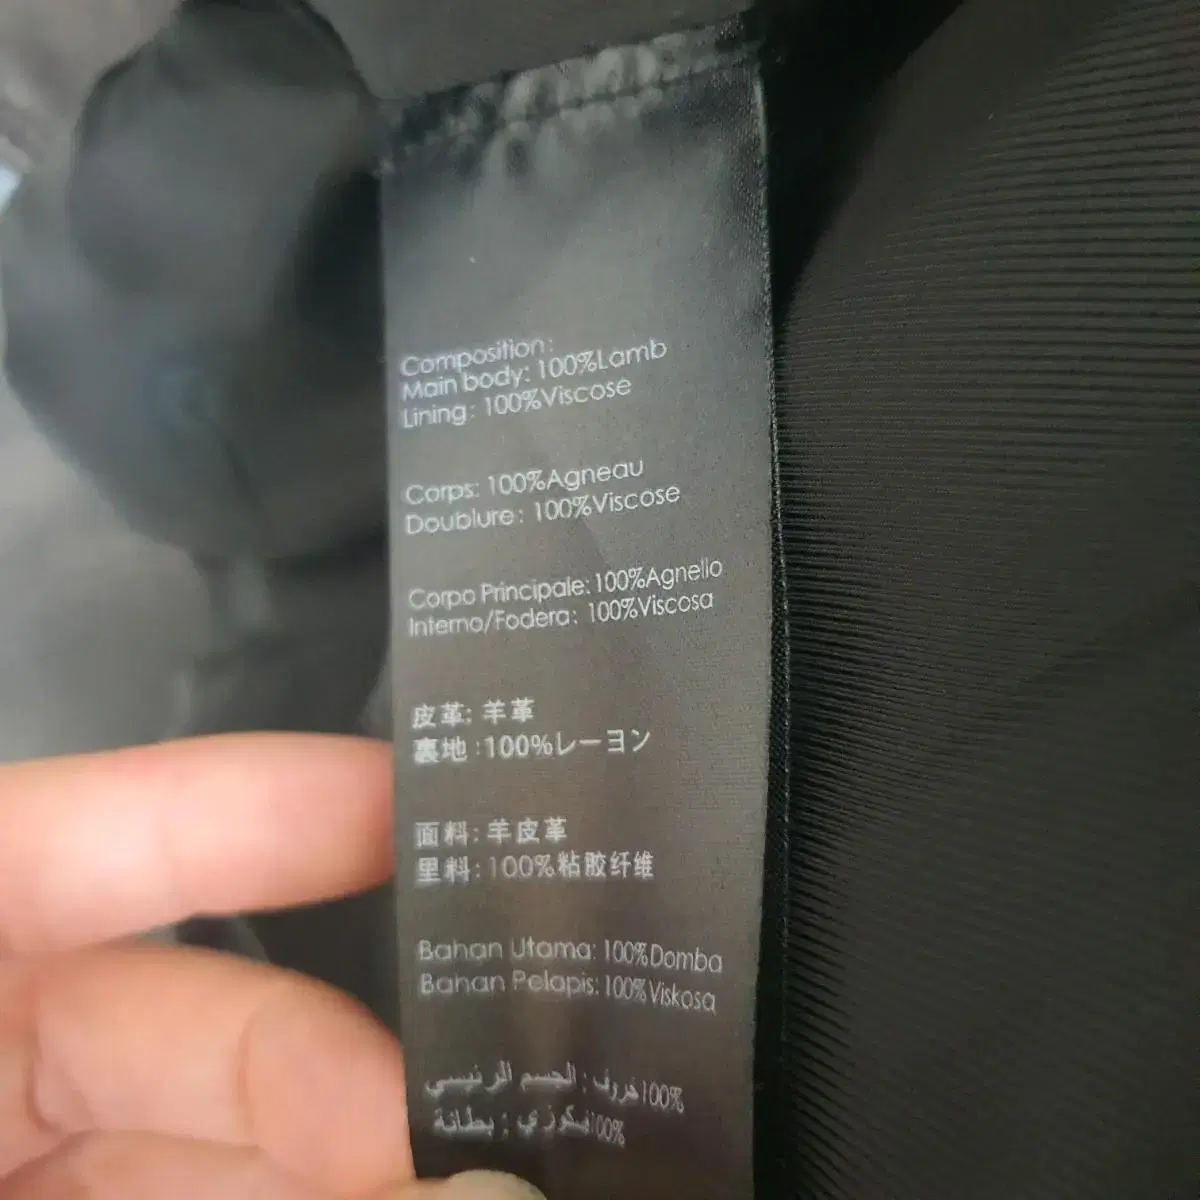 Composition:
Main body: 100%Lamb
Lining: 100%Viscose
Corps: 100%Agneau
Doublure: 100%Viscose
Corpo Principale: 100%Agnello
Interno/Fodera: 100%Viscosa
皮革: 羊革
裏地: 100%レーヨン
面料: 羊皮革
里料: 100%粘胶纤维
Bahan Utama: 100%Domba
Bahan Pelapis: 100%Viskosa
100%خروف : الجسم الرئيسي 100%
100%فيكوزي : بطانة 100%